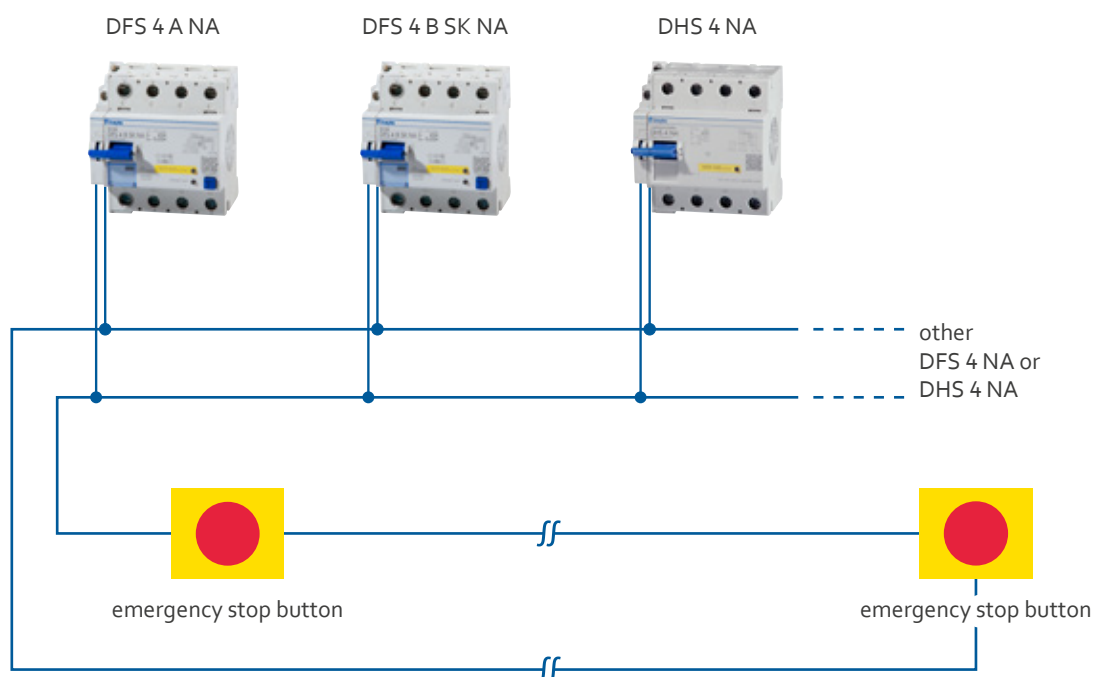 DFS 4 A NA
DFS 4 B SK NA
DHS 4 NA
other
DFS 4 NA or
DHS 4 NA
emergency stop button
emergency stop button